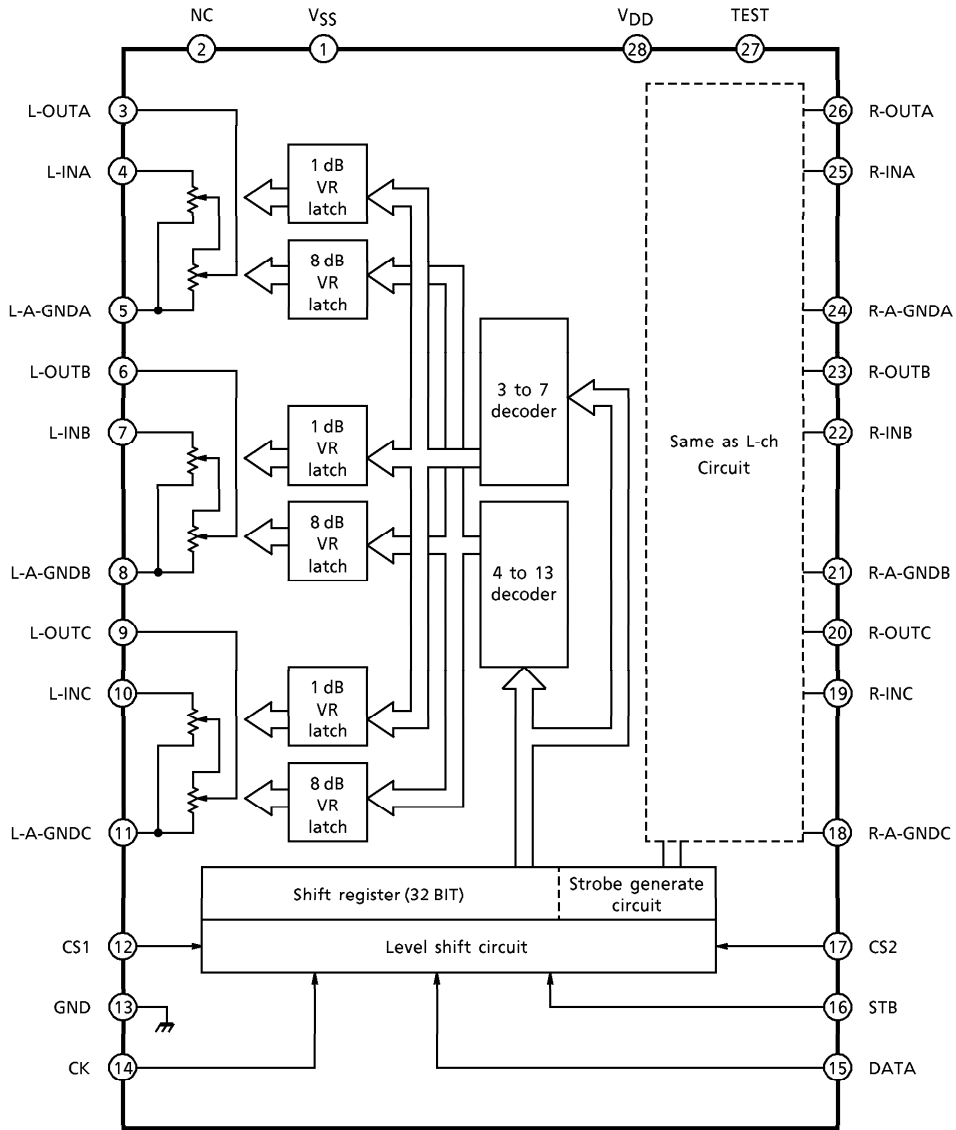 NC
VSS
VDD
TEST
2
1
28
27
L-OUTA
3
26
R-OUTA
L-INA
4
1 dB
VR
latch
25
R-INA
8 dB
VR
latch
L-A-GNDA
5
24
R-A-GNDA
L-OUTB
6
3 to 7
decoder
23
R-OUTB
L-INB
7
1 dB
VR
latch
Same as L-ch
Circuit
22
R-INB
8 dB
VR
latch
4 to 13
decoder
L-A-GNDB
8
21
R-A-GNDB
L-OUTC
9
20
R-OUTC
L-INC
10
1 dB
VR
latch
19
R-INC
8 dB
VR
latch
L-A-GNDC
11
18
R-A-GNDC
Shift register (32 BIT)
Strobe generate
circuit
CS1
12
Level shift circuit
17
CS2
GND
13
16
STB
CK
14
15
DATA